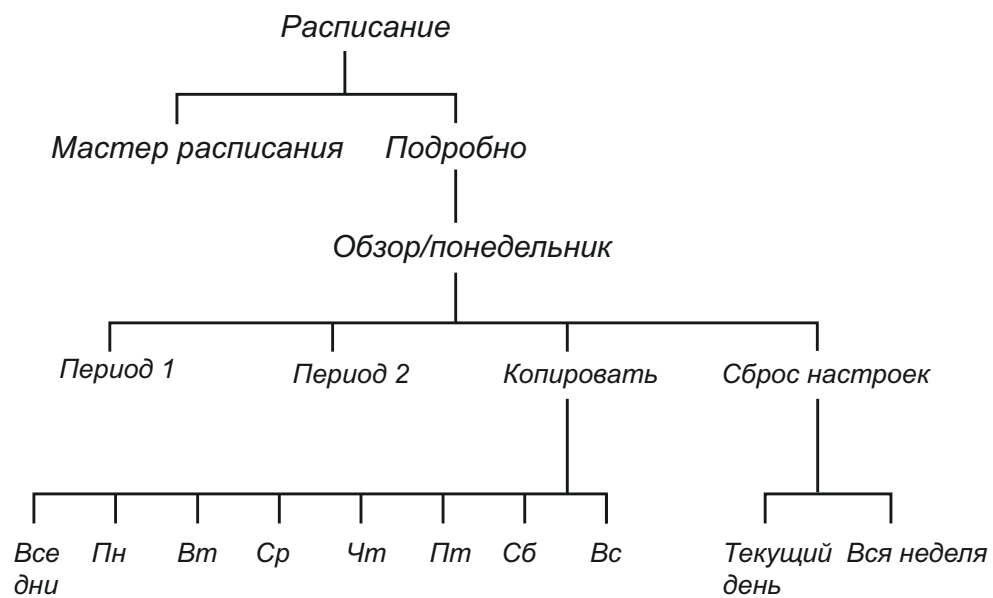 Расписание
Мастер расписания
Подробно
Обзор/понедельник
Период 1
Период 2
Копировать
Сброс настроек
Все
дни
Пн
Вт
Ср
Чт
Пт
Сб
Вс
Текущий
день
Вся неделя